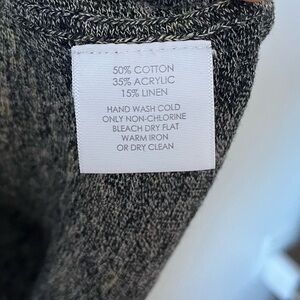 50% COTTON
35% ACRYLIC
15% LINEN
HAND WASH COLD
ONLY NON-CHLORINE
BLEACH DRY FLAT
WARM IRON
OR DRY CLEAN